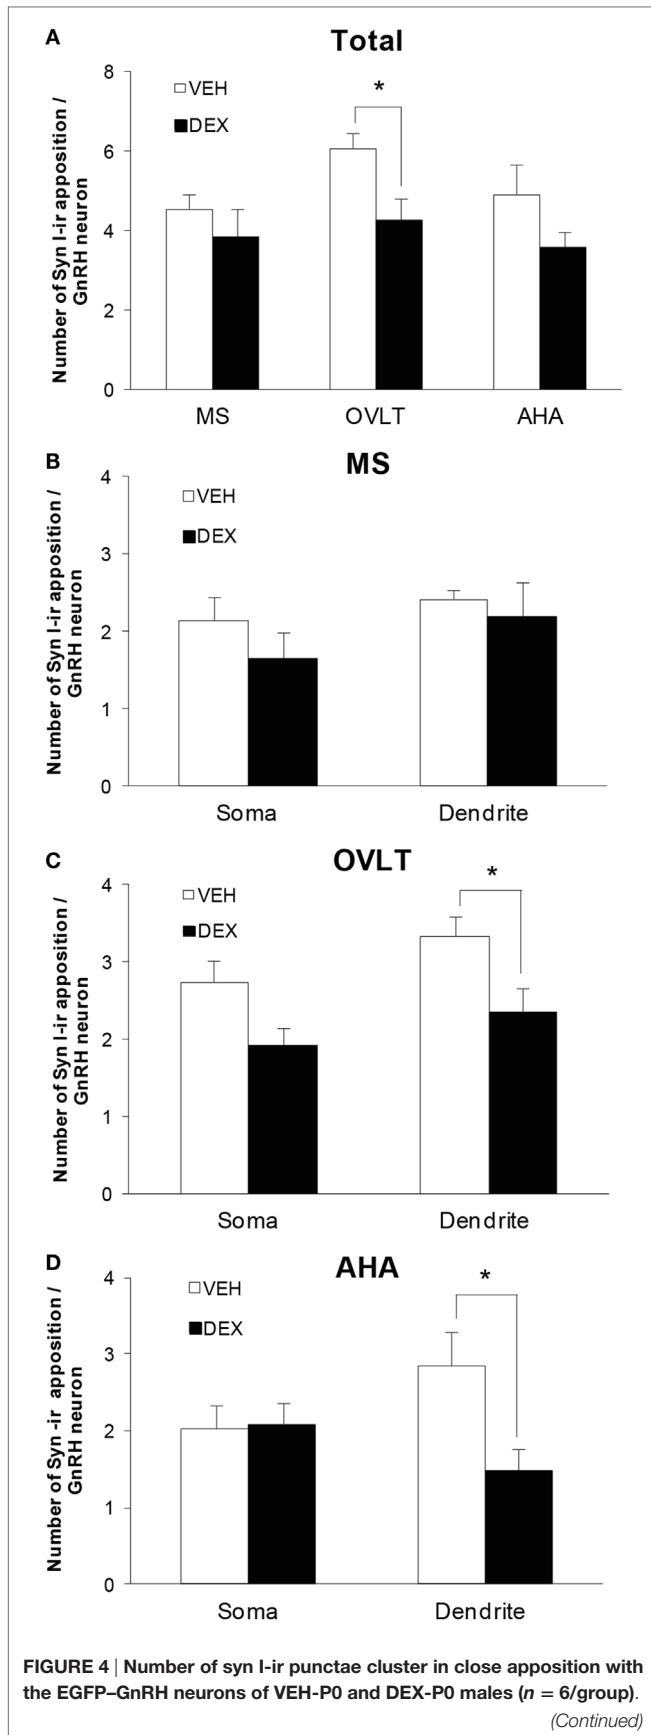 A Total
Number of Syn I-ir apposition /
GnRH neuron
8
6
4
2
0
VEH
DEX
*
MS OVLT AHA
B MS
Number of Syn I-ir apposition /
GnRH neuron
4
3
2
1
0
VEH
DEX
Soma Dendrite
C OVLT
Number of Syn I-ir apposition /
GnRH neuron
4
3
2
1
0
VEH
DEX
*
Soma Dendrite
D AHA
Number of Syn -ir apposition /
GnRH neuron
4
3
2
1
0
VEH
DEX
*
Soma Dendrite
FIGURE 4 | Number of syn I-ir punctae cluster in close apposition with
the EGFP–GnRH neurons of VEH-P0 and DEX-P0 males (n = 6/group).
(Continued)